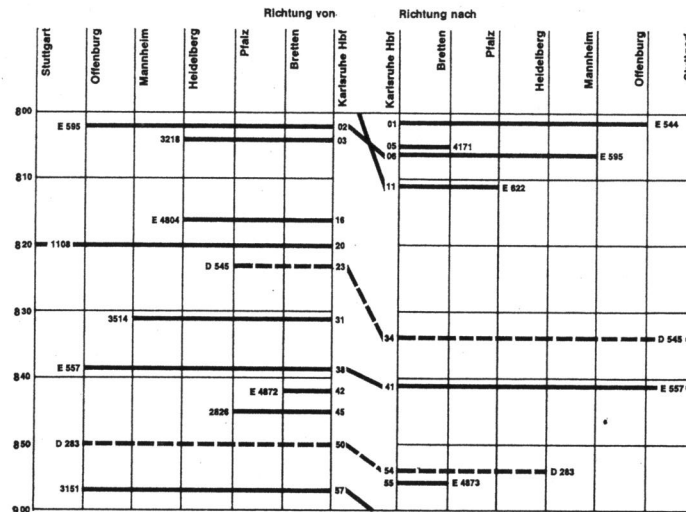 Richtung von Richtung nach
Stuttgart Offenburg Mannheim Heidelberg Pfalz Bretten Karlsruhe Hbf Karlsruhe Hbf Bretten Pfalz Heidelberg Mannheim Offenburg
800
E 595 02 01 E 544
3218 03 05 4171
06 E 595
810
11 E 622
E 4804 16
820 1108 20
D 545 23
830
3514 31
34 D 545
E 557 38
840 41 E 557
E 4872 42
2826 45
850 D 283 50
54 D 283
55 E 4873
3151 57
900